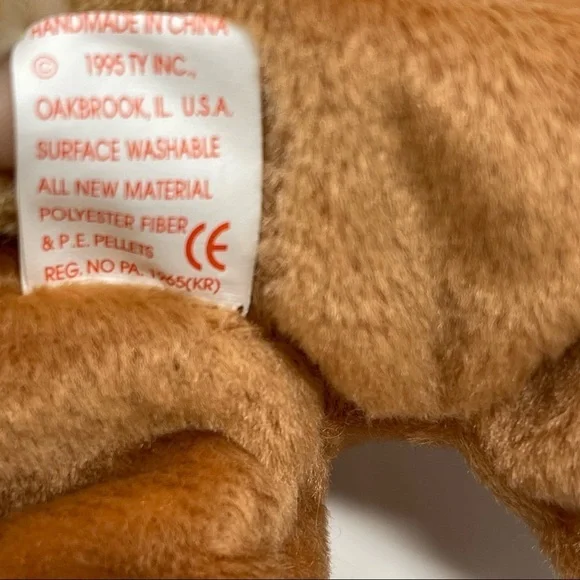 HANDMADE IN CHINA
© 1995 TY INC.,
OAKBROOK, IL U.S.A.
SURFACE WASHABLE
ALL NEW MATERIAL
POLYESTER FIBER
& P.E. PELLETS CE
REG. NO PA. 1965(KR)